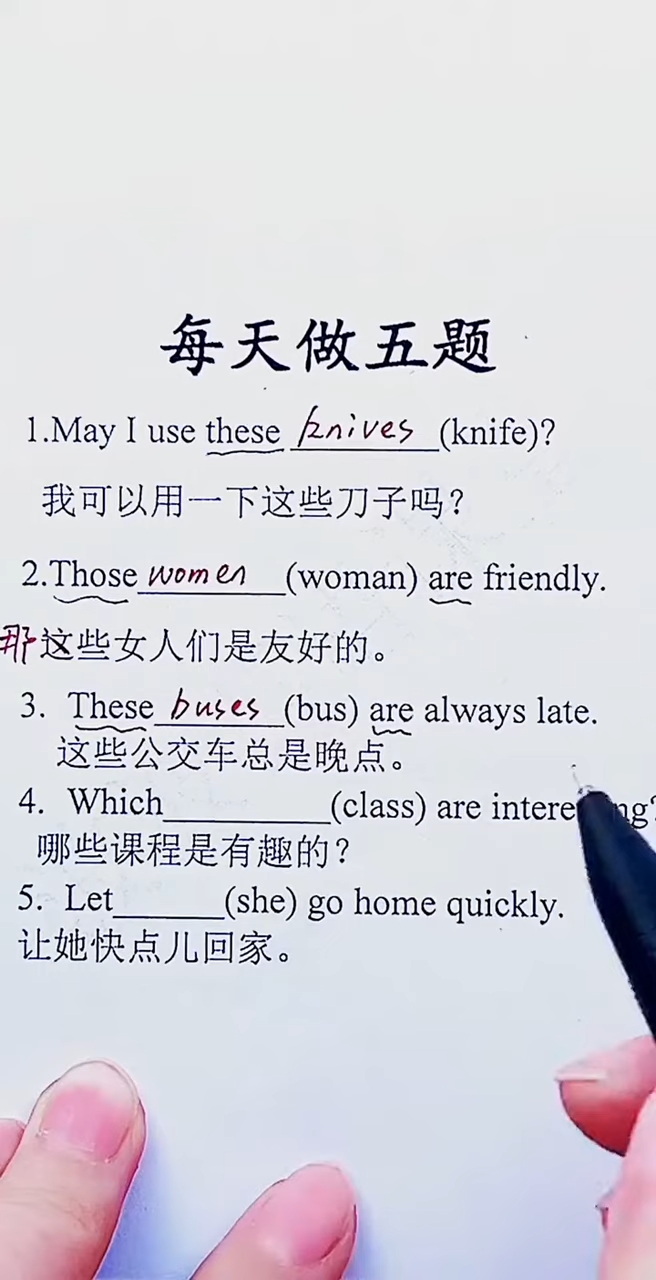 每天做五题
1.May I use these knives (knife)?
我可以用一下这些刀子吗？
2.Those women (woman) are friendly.
那这些女人们是友好的。
3. These buses (bus) are always late.
这些公交车总是晚点。
4. Which__________(class) are intere ng?
哪些课程是有趣的？
5. Let______(she) go home quickly.
让她快点儿回家。